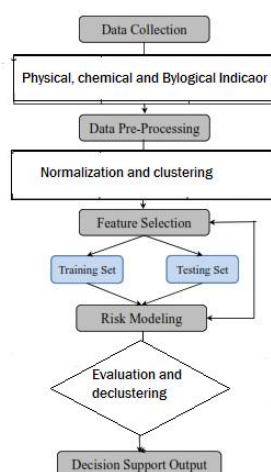 Data Collection
Physical, chemical and Bylogical Indicaor
Data Pre-Processing
Normalization and clustering
Feature Selection
Training Set
Testing Set
Risk Modeling
Evaluation and
declustering
Decision Support Output